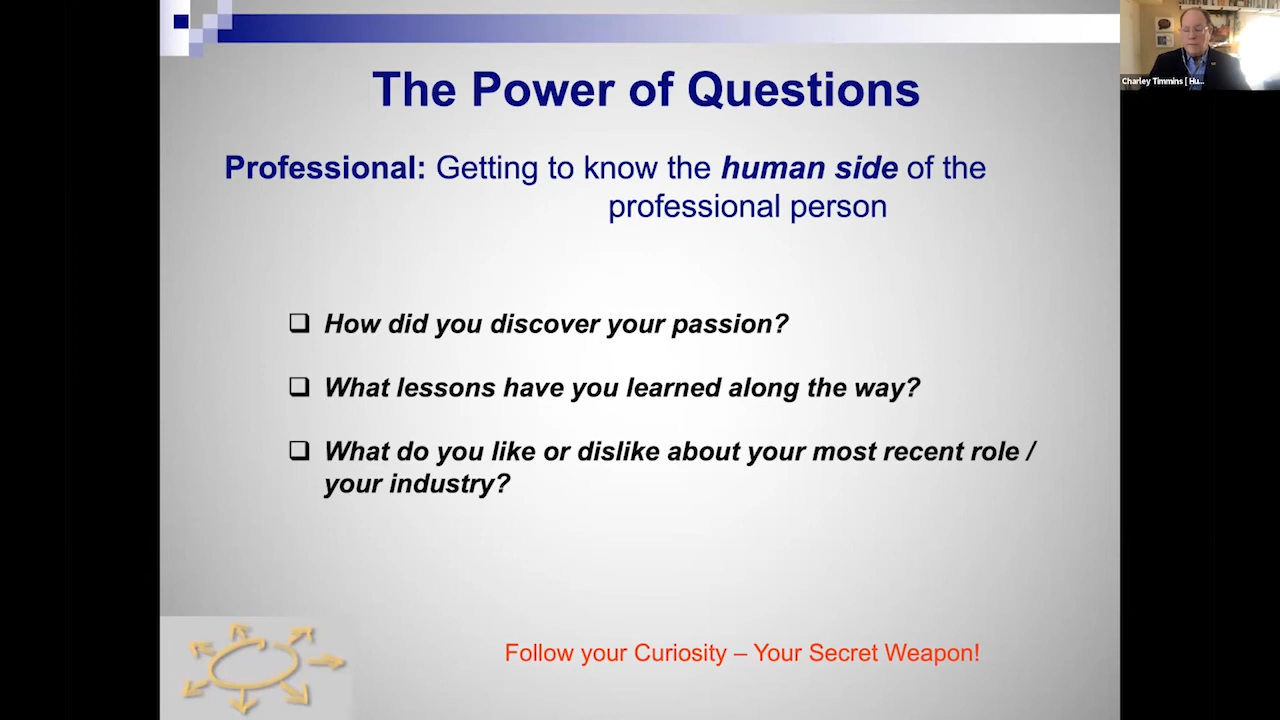 The Power of Questions
Professional: Getting to know the human side of the
professional person
How did you discover your passion?
What lessons have you learned along the way?
What do you like or dislike about your most recent role /
your industry?
Follow your Curiosity – Your Secret Weapon!
Charley Timmins [ Hu...